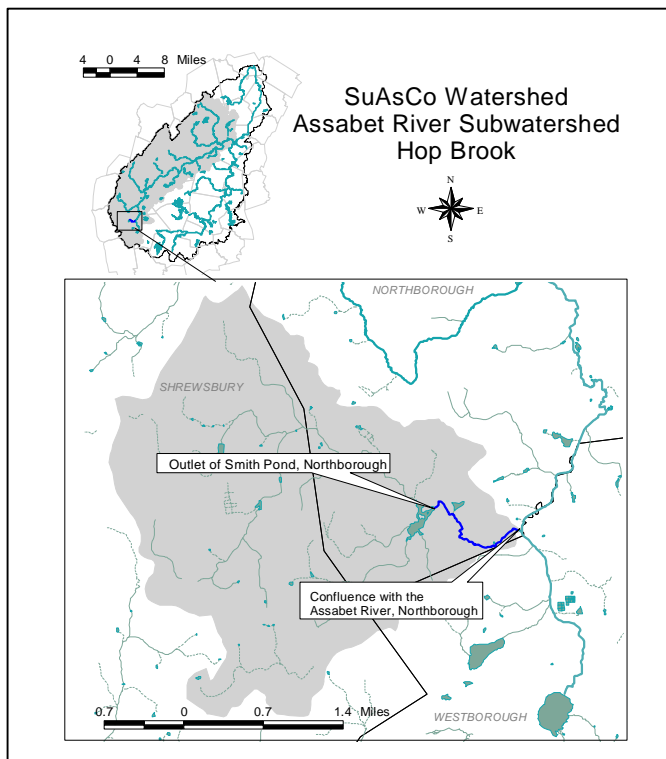 4 0 4 8 Miles
SuAsCo Watershed
Assabet River Subwatershed
Hop Brook
N
W E
S
NORTHBOROUGH
SHREWSBURY
Outlet of Smith Pond, Northborough
Confluence with the
Assabet River, Northborough
0.7 0 0.7 1.4 Miles
WESTBOROUGH